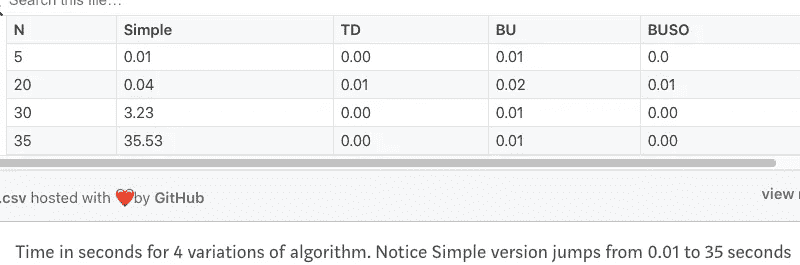 Search this file…
N Simple TD BU BUSO
5 0.01 0.00 0.01 0.0
20 0.04 0.01 0.02 0.01
30 3.23 0.00 0.01 0.00
35 35.53 0.00 0.01 0.00
.csv hosted with ❤ by GitHub
view
Time in seconds for 4 variations of algorithm. Notice Simple version jumps from 0.01 to 35 seconds